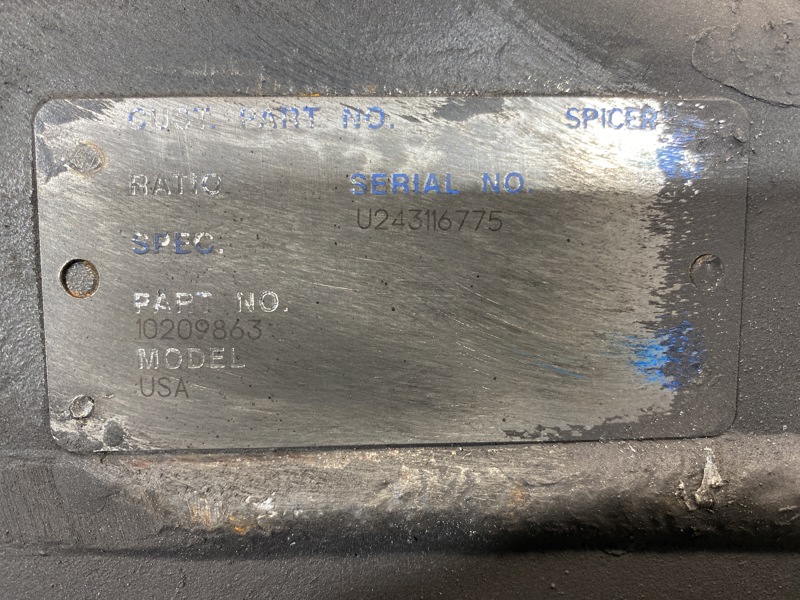 CUST. PART NO. SPICER
RATIO SERIAL NO.
U243116775
SPEC.
PART NO.
10209863
MODEL
USA